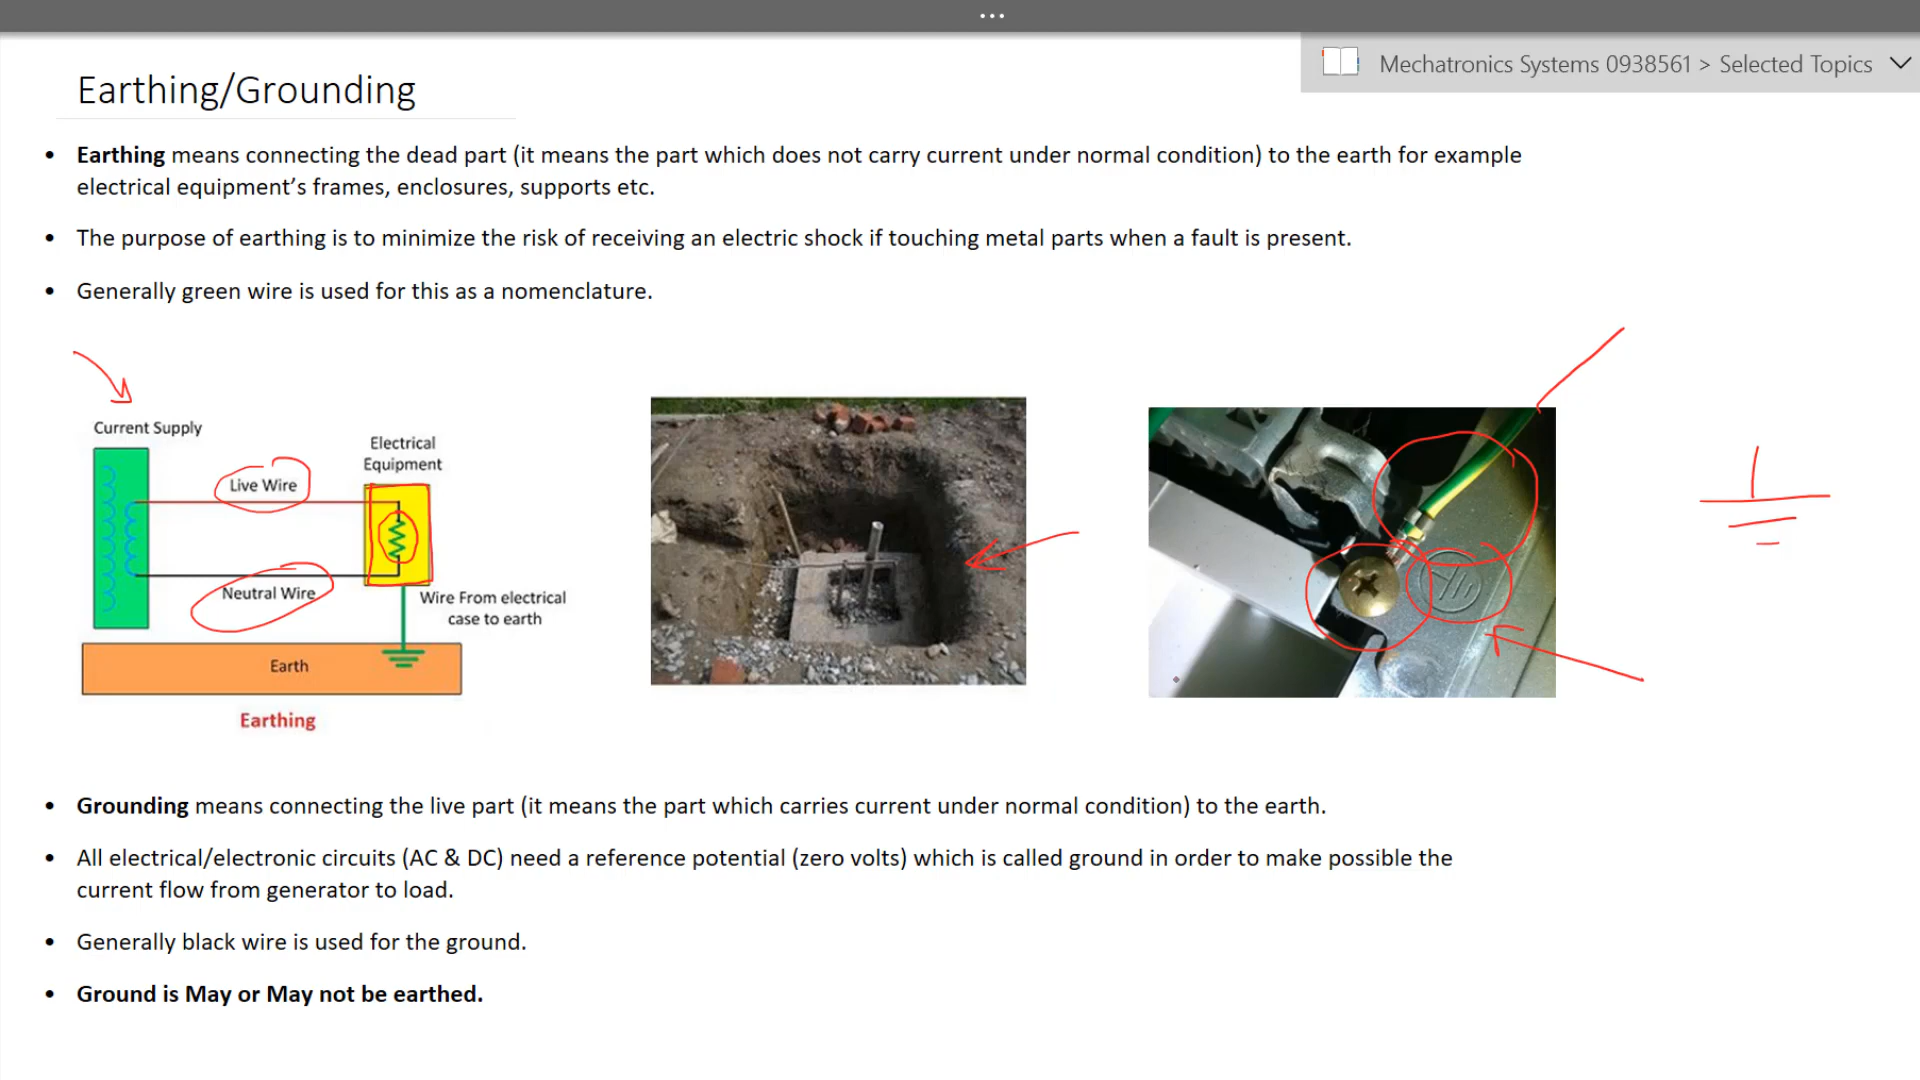 Mechatronics Systems 0938561 > Selected Topics
Earthing/Grounding
• Earthing means connecting the dead part (it means the part which does not carry current under normal condition) to the earth for example
electrical equipment’s frames, enclosures, supports etc.
• The purpose of earthing is to minimize the risk of receiving an electric shock if touching metal parts when a fault is present.
• Generally green wire is used for this as a nomenclature.
Current Supply
Electrical
Equipment
Live Wire
Neutral Wire
Wire From electrical
case to earth
Earth
Earthing
• Grounding means connecting the live part (it means the part which carries current under normal condition) to the earth.
• All electrical/electronic circuits (AC & DC) need a reference potential (zero volts) which is called ground in order to make possible the
current flow from generator to load.
• Generally black wire is used for the ground.
• Ground is May or May not be earthed.